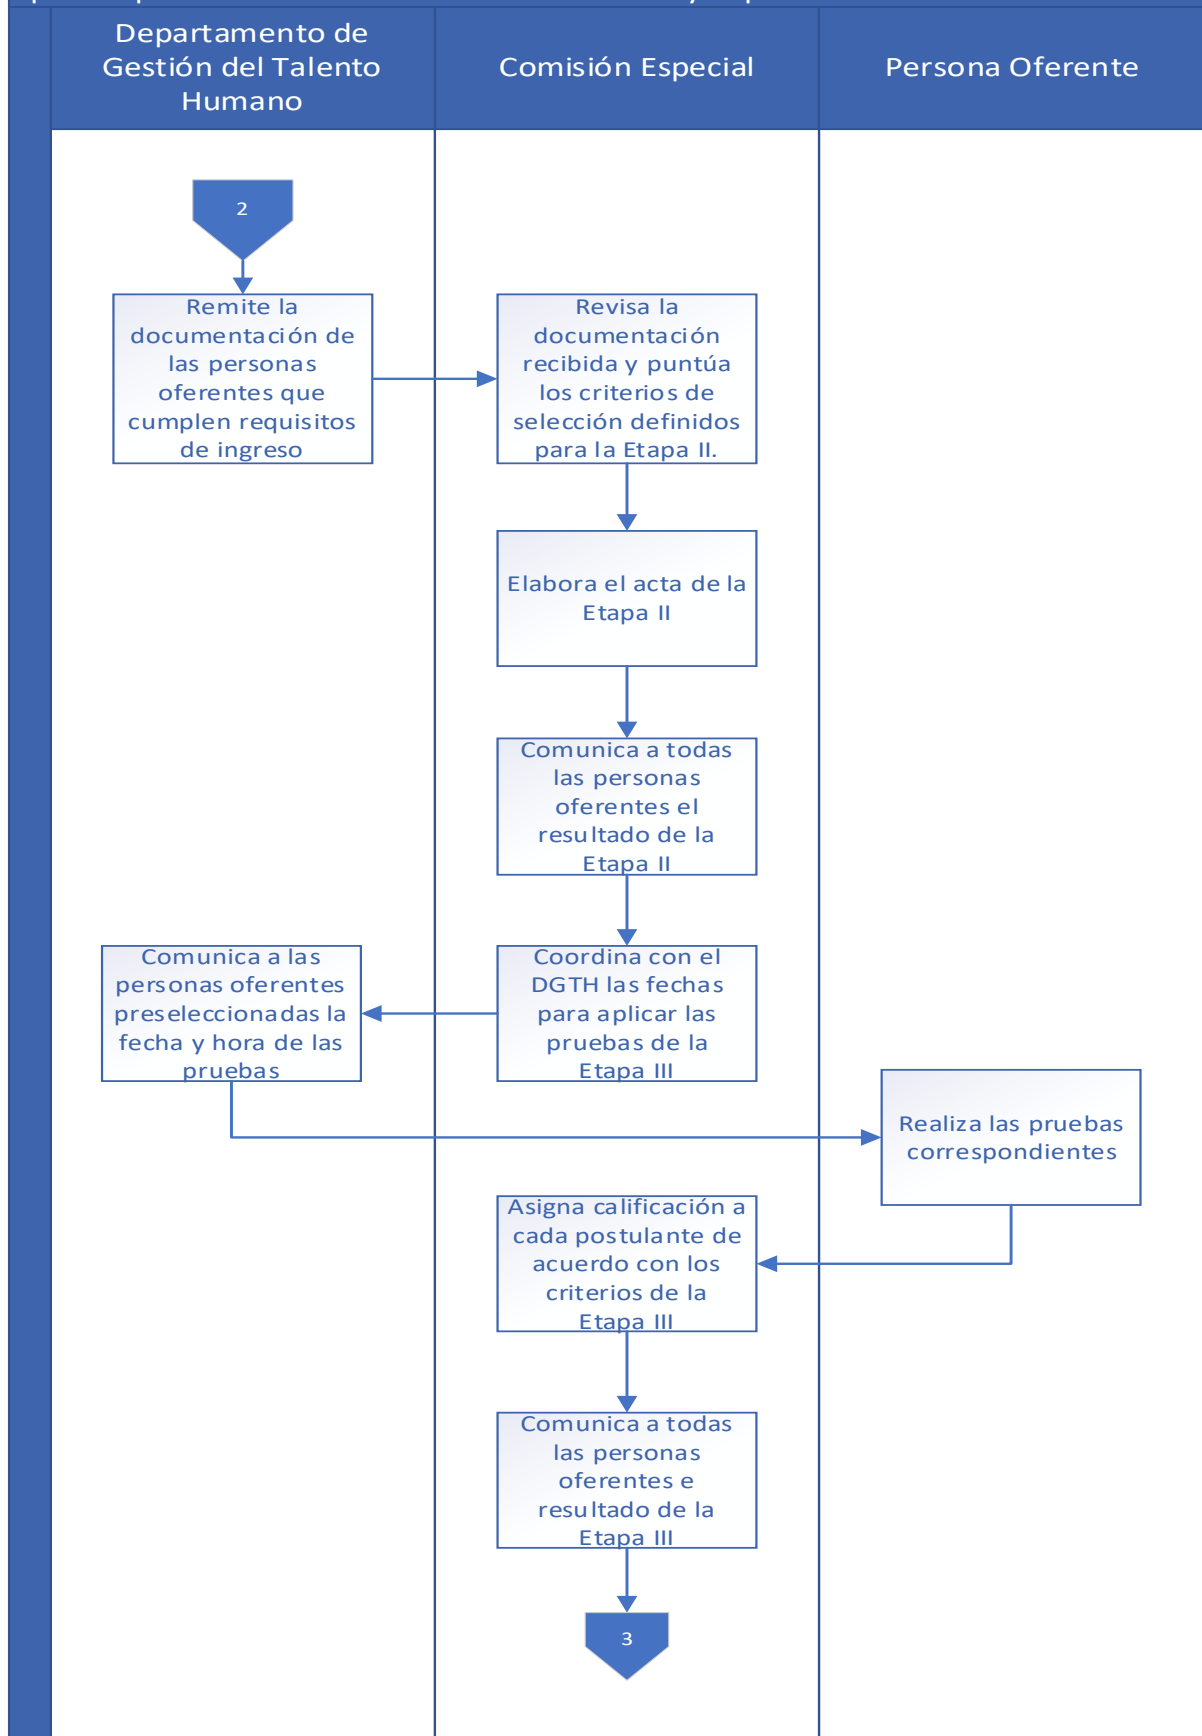 Departamento de
Gestión del Talento
Humano
Comisión Especial
Persona Oferente
2
Remite la
documentación de
las personas
oferentes que
cumplen requisitos
de ingreso
Revisa la
documentación
recibida y puntúa
los criterios de
selección definidos
para la Etapa II.
Elabora el acta de la
Etapa II
Comunica a todas
las personas
oferentes el
resultado de la
Etapa II
Coordina con el
DGTH las fechas
para aplicar las
pruebas de la
Etapa III
Comunica a las
personas oferentes
preseleccionadas la
fecha y hora de las
pruebas
Realiza las pruebas
correspondientes
Asigna calificación a
cada postulante de
acuerdo con los
criterios de la
Etapa III
Comunica a todas
las personas
oferentes e
resultado de la
Etapa III
3